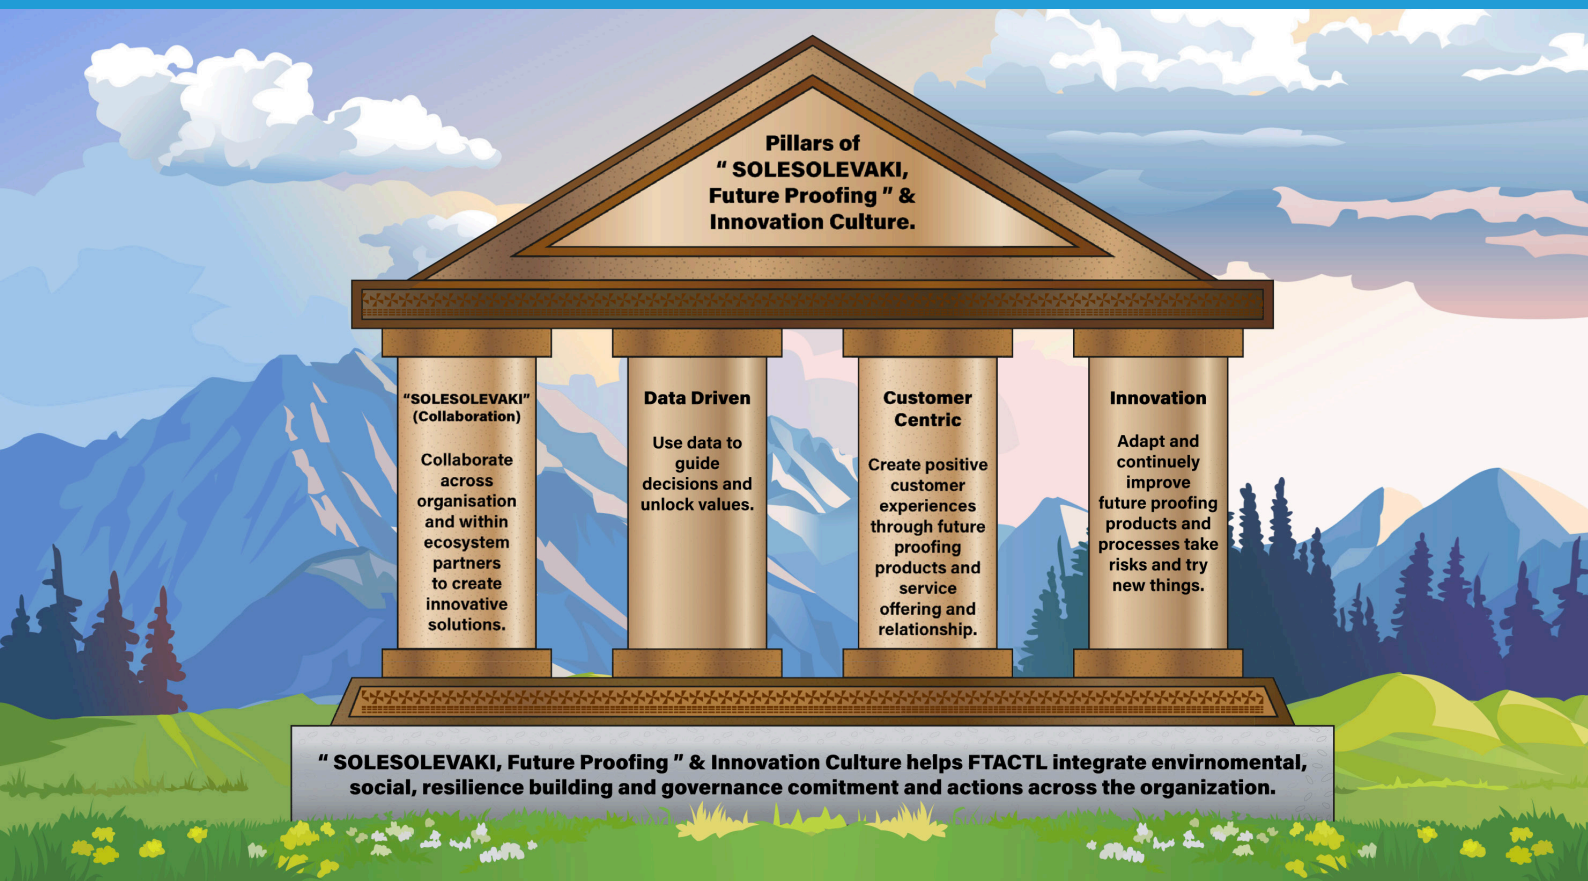 Pillars of
“ SOLESOLEVAKI,
Future Proofing ” &
Innovation Culture.
“SOLESOLEVAKI”
(Collaboration)
Collaborate
across
organisation
and within
ecosystem
partners
to create
innovative
solutions.
Data Driven
Use data to
guide
decisions and
unlock values.
Customer
Centric
Create positive
customer
experiences
through future
proofing
products and
service
offering and
relationship.
Innovation
Adapt and
continuely
improve
future proofing
products and
processes take
risks and try
new things.
“ SOLESOLEVAKI, Future Proofing ” & Innovation Culture helps FTACTL integrate envirnomental,
social, resilience building and governance comitment and actions across the organization.